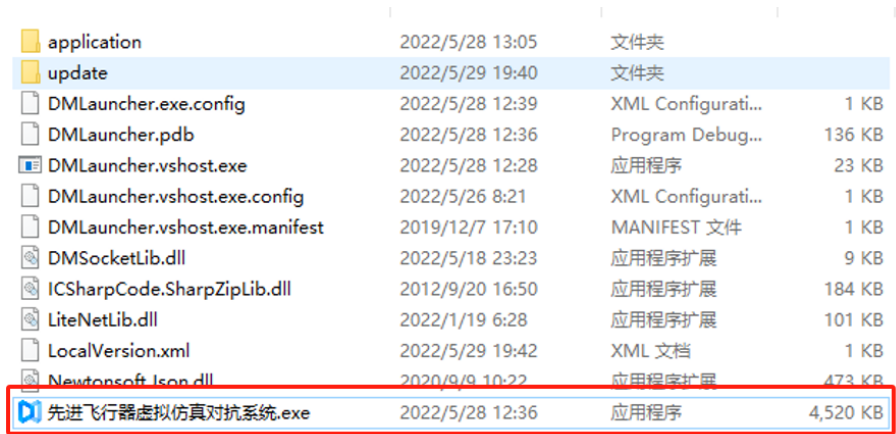 application 2022/5/28 13:05 文件夹
update 2022/5/29 19:40 文件夹
DMLauncher.exe.config 2022/5/28 12:39 XML Configurati... 1 KB
DMLauncher.pdb 2022/5/28 12:36 Program Debug... 136 KB
DMLauncher.vshost.exe 2022/5/28 12:28 应用程序 23 KB
DMLauncher.vshost.exe.config 2022/5/26 8:21 XML Configurati... 1 KB
DMLauncher.vshost.exe.manifest 2019/12/7 17:10 MANIFEST 文件 1 KB
DMSocketLib.dll 2022/5/18 23:23 应用程序扩展 9 KB
ICSharpCode.SharpZipLib.dll 2012/9/20 16:50 应用程序扩展 184 KB
LiteNetLib.dll 2022/1/19 6:28 应用程序扩展 101 KB
LocalVersion.xml 2022/5/29 19:42 XML 文档 1 KB
Newtonsoft.Json.dll 2020/9/9 10:22 应用程序扩展 473 KB
先进飞行器虚拟仿真对抗系统.exe 2022/5/28 12:36 应用程序 4,520 KB